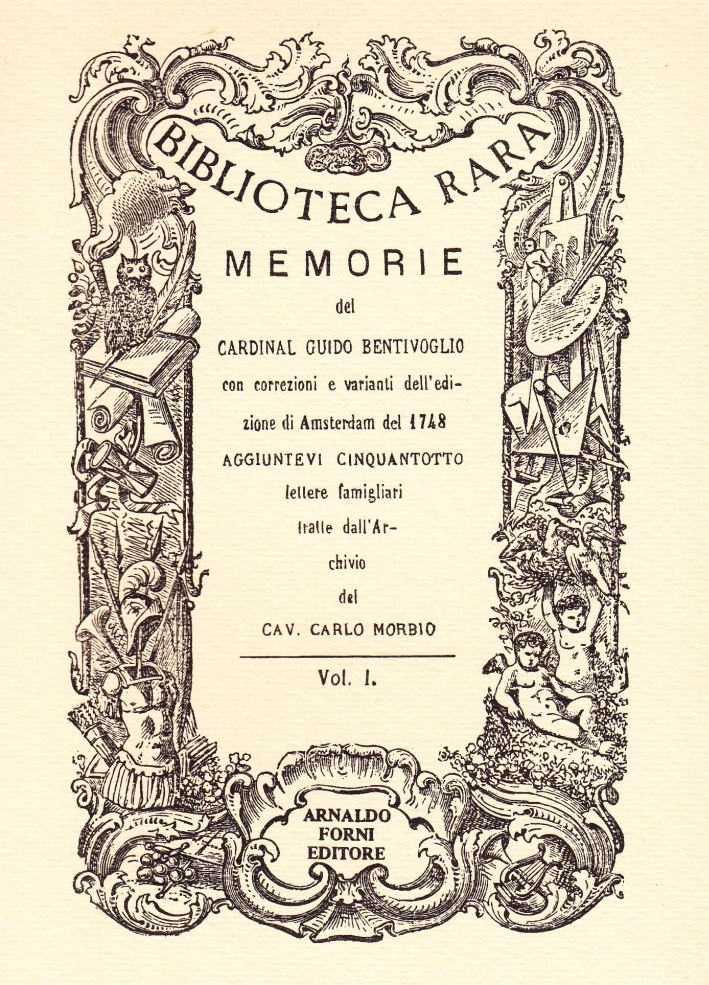 BIBLIOTECA RARA
MEMORIE
del
CARDINAL GUIDO BENTIVOGLIO
con correzioni e varianti dell'edi-
zione di Amsterdam del 1748
AGGIUNTEVI CINQUANTOTTO
lettere famigliari
tratte dall'Ar-
chivio
del
CAV. CARLO MORBIO
Vol. I.
ARNALDO
FORNI
EDITORE